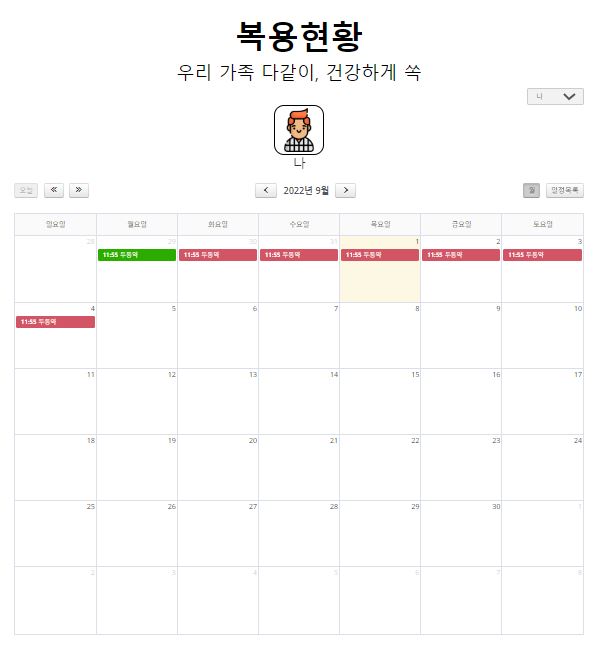 복용현황
우리 가족 다같이, 건강하게 쏙
나
나
오늘 « » < 2022년 9월 > 월 일정목록
일요일 월요일 화요일 수요일 목요일 금요일 토요일
28 29 30 31 1 2 3
11:55 두통약 11:55 두통약 11:55 두통약 11:55 두통약 11:55 두통약 11:55 두통약
4 5 6 7 8 9 10
11:55 두통약
11 12 13 14 15 16 17
18 19 20 21 22 23 24
25 26 27 28 29 30 1
2 3 4 5 6 7 8